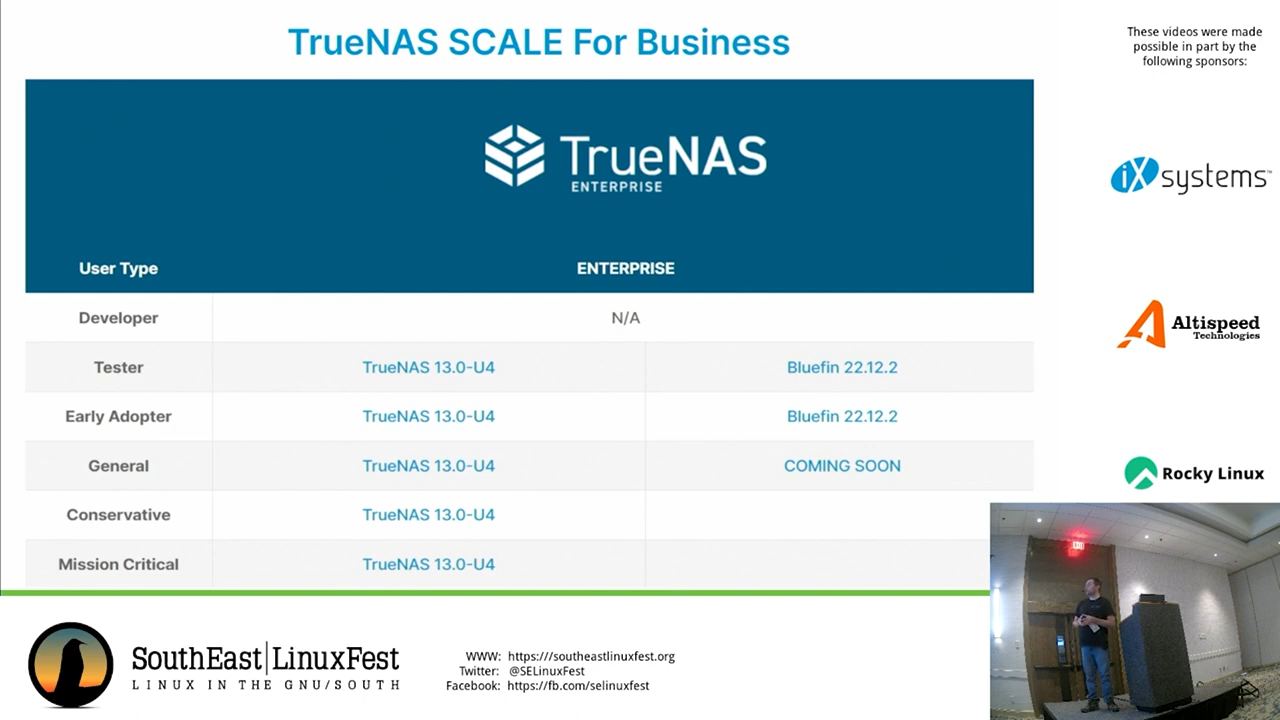 TrueNAS SCALE For Business
These videos were made
possible in part by the
following sponsors:
TrueNAS
ENTERPRISE
iXsystems™
User Type ENTERPRISE
Developer N/A
Altispeed
Technologies
Tester TrueNAS 13.0-U4 Bluefin 22.12.2
Early Adopter TrueNAS 13.0-U4 Bluefin 22.12.2
General TrueNAS 13.0-U4 COMING SOON
Rocky Linux
Conservative TrueNAS 13.0-U4
Mission Critical TrueNAS 13.0-U4
EXIT
SouthEast|LinuxFest
LINUX IN THE GNU/SOUTH
WWW: https:///southeastlinuxfest.org
Twitter: @SELinuxFest
Facebook: https://fb.com/selinuxfest